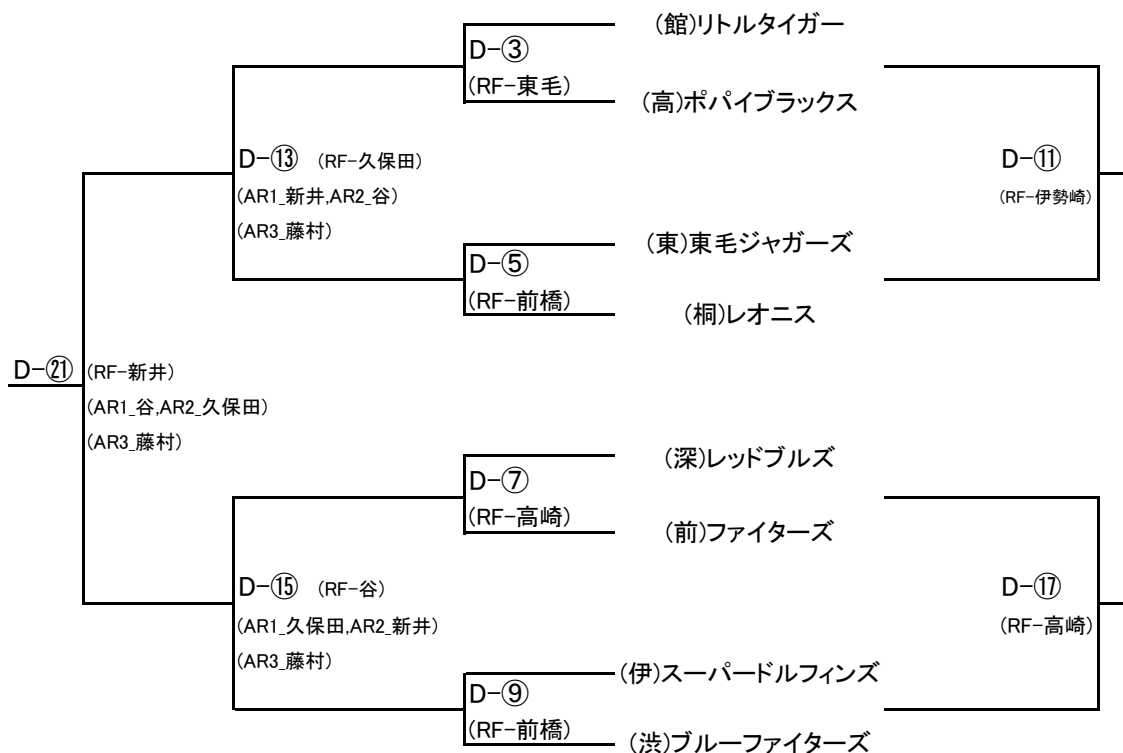 (館)リトルタイガー
D-③
(RF-東毛)
(高)ポパイブラックス
D-⑬ (RF-久保田)
(AR1_新井,AR2_谷)
(AR3_藤村)
D-⑪
(RF-伊勢崎)
(東)東毛ジャガーズ
D-⑤
(RF-前橋)
(桐)レオニス
D-㉑ (RF-新井)
(AR1_谷,AR2_久保田)
(AR3_藤村)
(深)レッドブルズ
D-⑦
(RF-高崎)
(前)ファイターズ
D-⑮ (RF-谷)
(AR1_久保田,AR2_新井)
(AR3_藤村)
D-⑰
(RF-高崎)
(伊)スーパードルフィンズ
D-⑨
(RF-前橋)
(渋)ブルーファイターズ